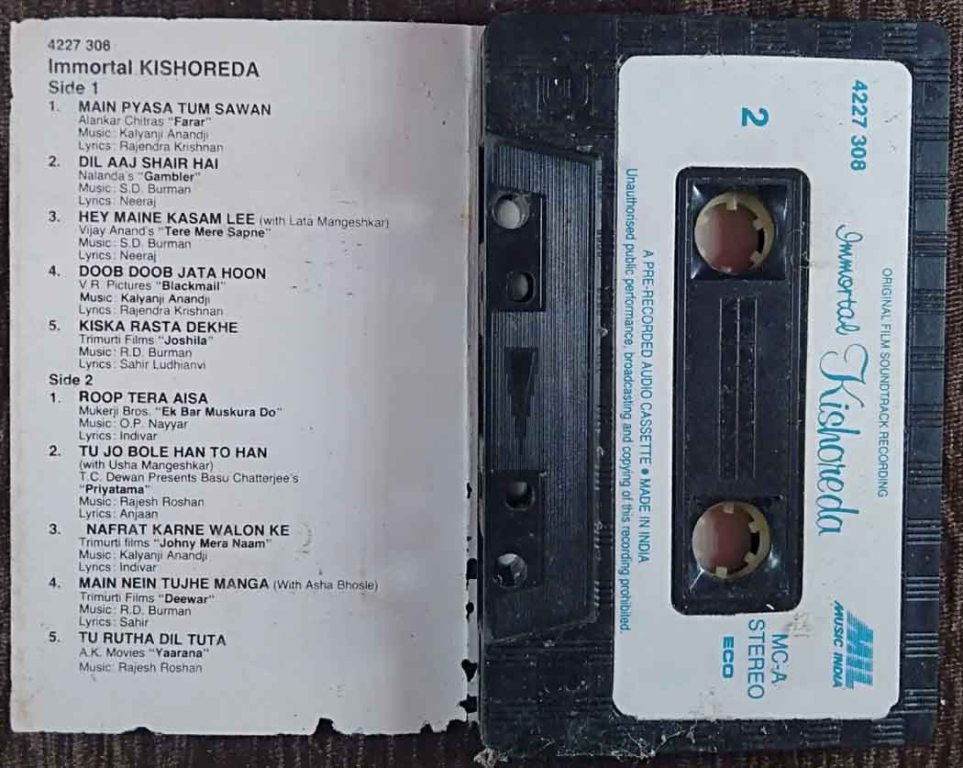 4227 308
Immortal KISHOREDA
Side 1
1. MAIN PYASA TUM SAWAN
Alankar Chitras "Farar"
Music : Kalyanji Anandji
Lyrics : Rajendra Krishnan
2. DIL AAJ SHAIR HAI
Nalanda's "Gambler"
Music : S.D. Burman
Lyrics : Neeraj
3. HEY MAINE KASAM LEE (with Lata Mangeshkar)
Vijay Anand's "Tere Mere Sapne"
Music : S.D. Burman
Lyrics : Neeraj
4. DOOB DOOB JATA HOON
V.R. Pictures "Blackmail"
Music : Kalyanji Anandji
Lyrics : Rajendra Krishnan
5. KISKA RASTA DEKHE
Trimurti Films "Joshila"
Music : R.D. Burman
Lyrics : Sahir Ludhianvi
Side 2
1. ROOP TERA AISA
Mukerji Bros. "Ek Bar Muskura Do"
Music : O.P. Nayyar
Lyrics : Indivar
2. TU JO BOLE HAN TO HAN
(with Usha Mangeshkar)
T.C. Dewan Presents Basu Chatterjee's
"Priyatama"
Music : Rajesh Roshan
Lyrics : Anjaan
3. NAFRAT KARNE WALON KE
Trimurti films "Johny Mera Naam"
Music : Kalyanji Anandji
Lyrics : Indivar
4. MAIN NEIN TUJHE MANGA (With Asha Bhosle)
Trimurti Films "Deewar"
Music : R.D. Burman
Lyrics : Sahir
5. TU RUTHA DIL TUTA
A.K. Movies "Yaarana"
Music : Rajesh Roshan
4227 308
2
ORIGINAL FILM SOUNDTRACK RECORDING
Immortal Kishoreda
A PRE-RECORDED AUDIO CASSETTE • MADE IN INDIA
Unauthorised public performance, broadcasting and copying of this recording prohibited.
MIL
MUSIC INDIA
MC-A
STEREO
ECO